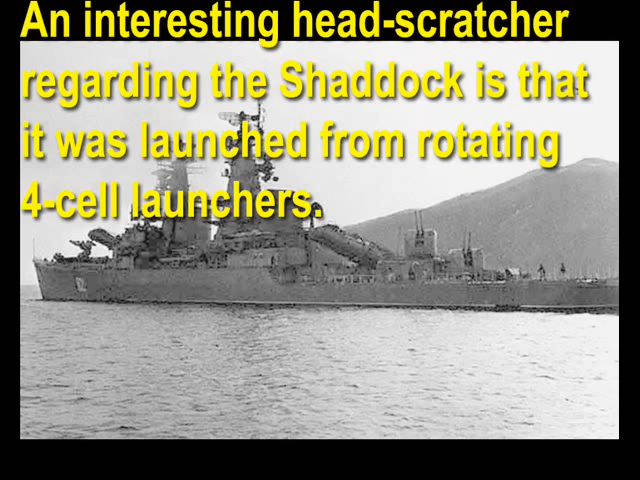 An interesting head-scratcher
regarding the Shaddock is that
it was launched from rotating
4-cell launchers.